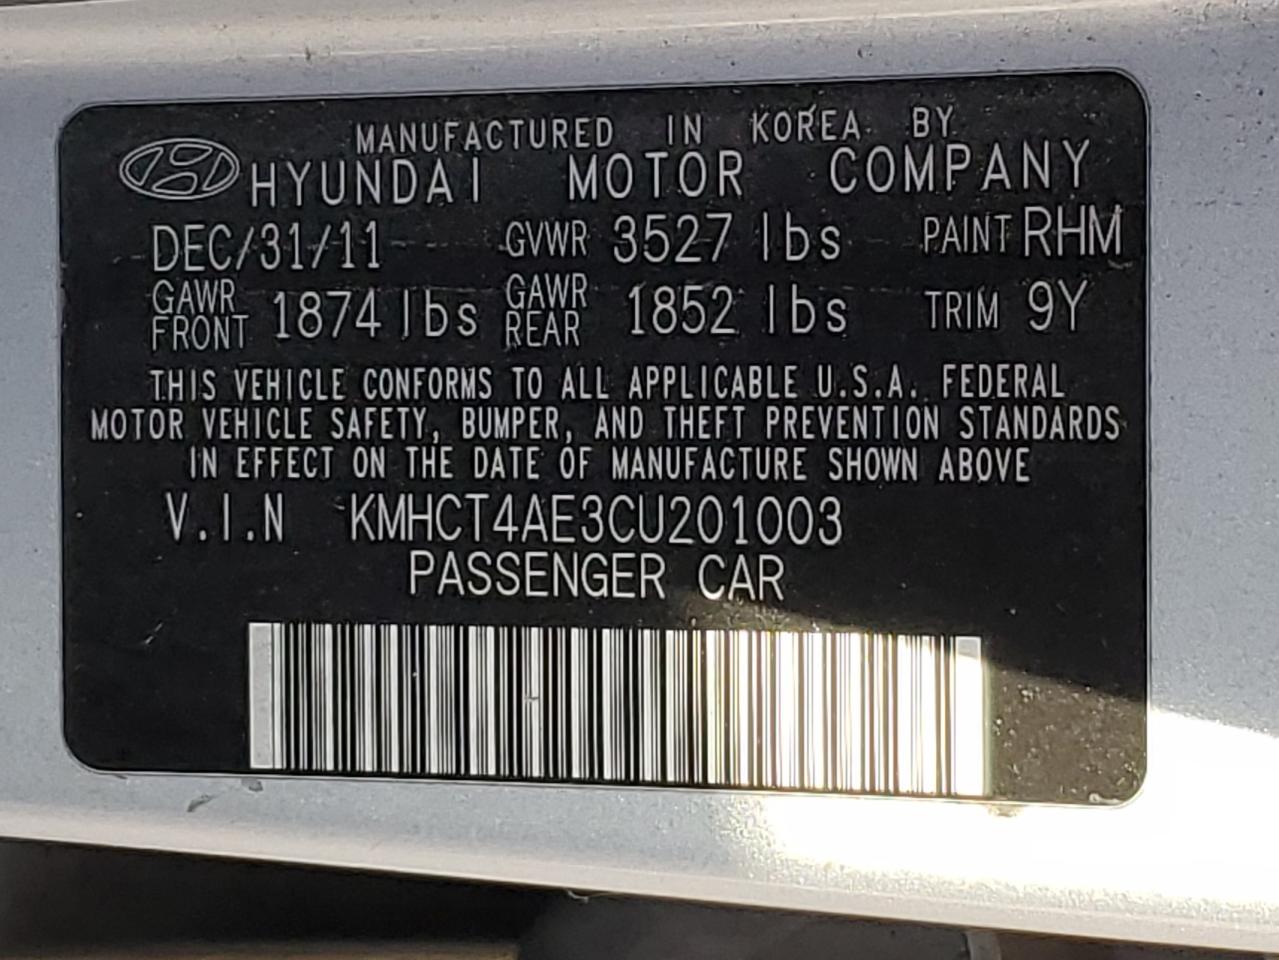 MANUFACTURED IN KOREA BY
HYUNDAI MOTOR COMPANY
DEC/31/11 GVWR 3527 lbs PAINT RHM
GAWR FRONT 1874 lbs GAWR REAR 1852 lbs TRIM 9Y
THIS VEHICLE CONFORMS TO ALL APPLICABLE U.S.A. FEDERAL
MOTOR VEHICLE SAFETY, BUMPER, AND THEFT PREVENTION STANDARDS
IN EFFECT ON THE DATE OF MANUFACTURE SHOWN ABOVE
V.I.N KMHCT4AE3CU201003
PASSENGER CAR